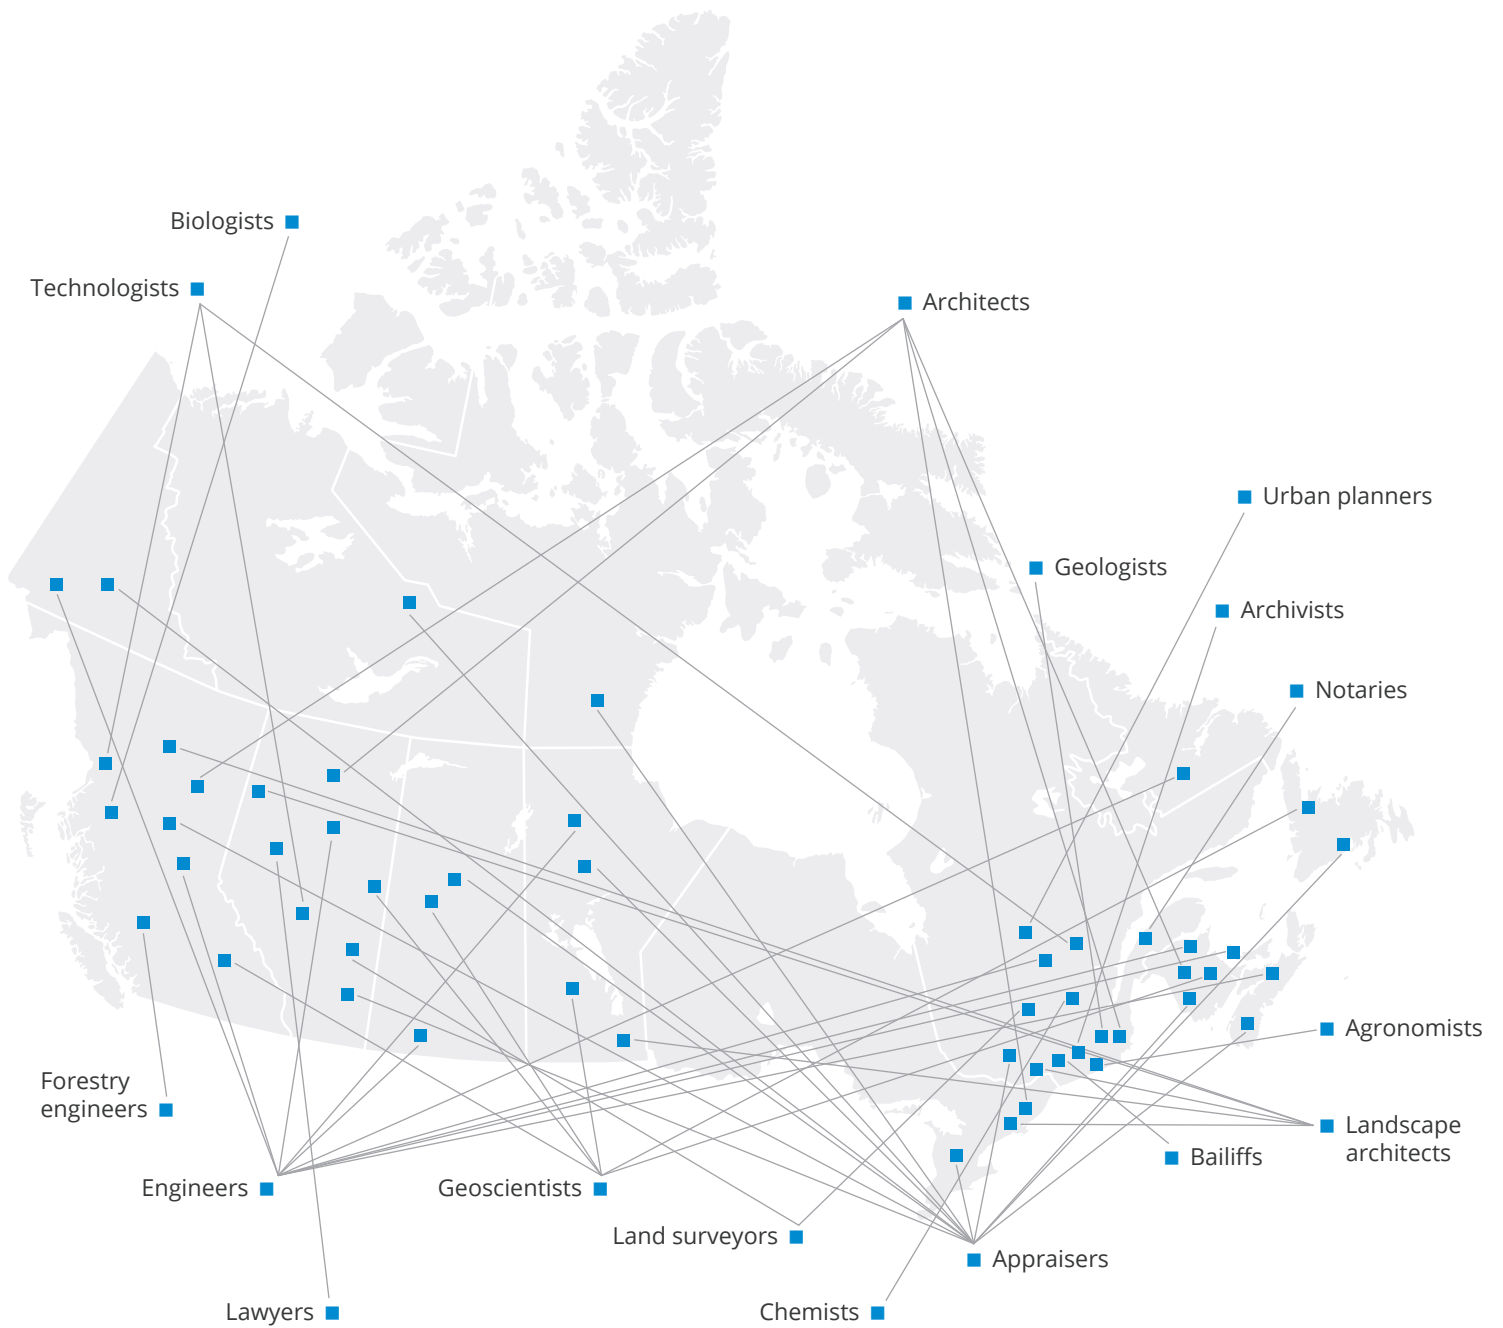 Biologists
Technologists
Architects
Urban planners
Geologists
Archivists
Notaries
Agronomists
Forestry
engineers
Landscape
architects
Bailiffs
Engineers
Geoscientists
Land surveyors
Appraisers
Lawyers
Chemists